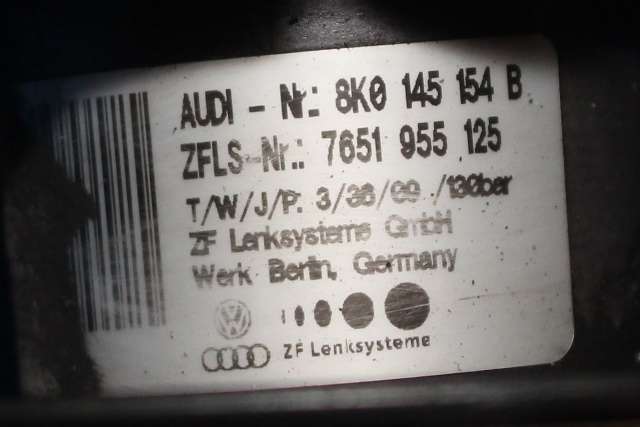 AUDI - Nr.: 8K0 145 154 B
ZFLS-Nr.: 7651 955 125
T/W/J/P. 3/36/09 /130bar
ZF Lenksysteme GmbH
Werk Berlin, Germany
ZF Lenksysteme